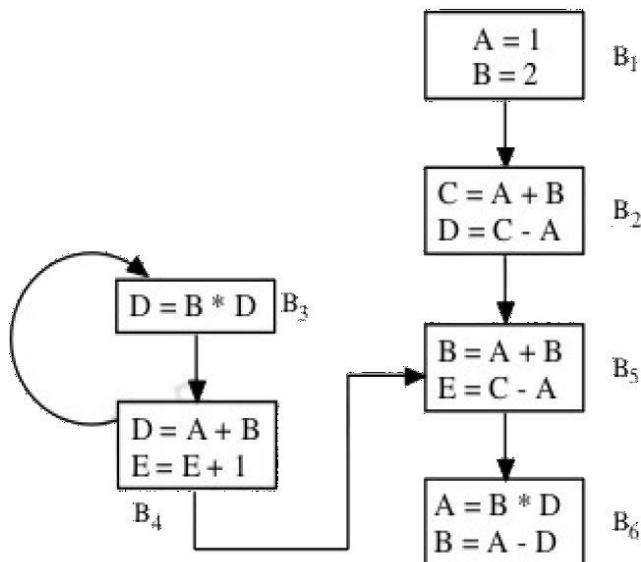 A = 1
B = 2
B1
C = A + B
D = C - A
B2
D = B * D
B3
D = A + B
E = E + 1
B4
B = A + B
E = C - A
B5
A = B * D
B = A - D
B6